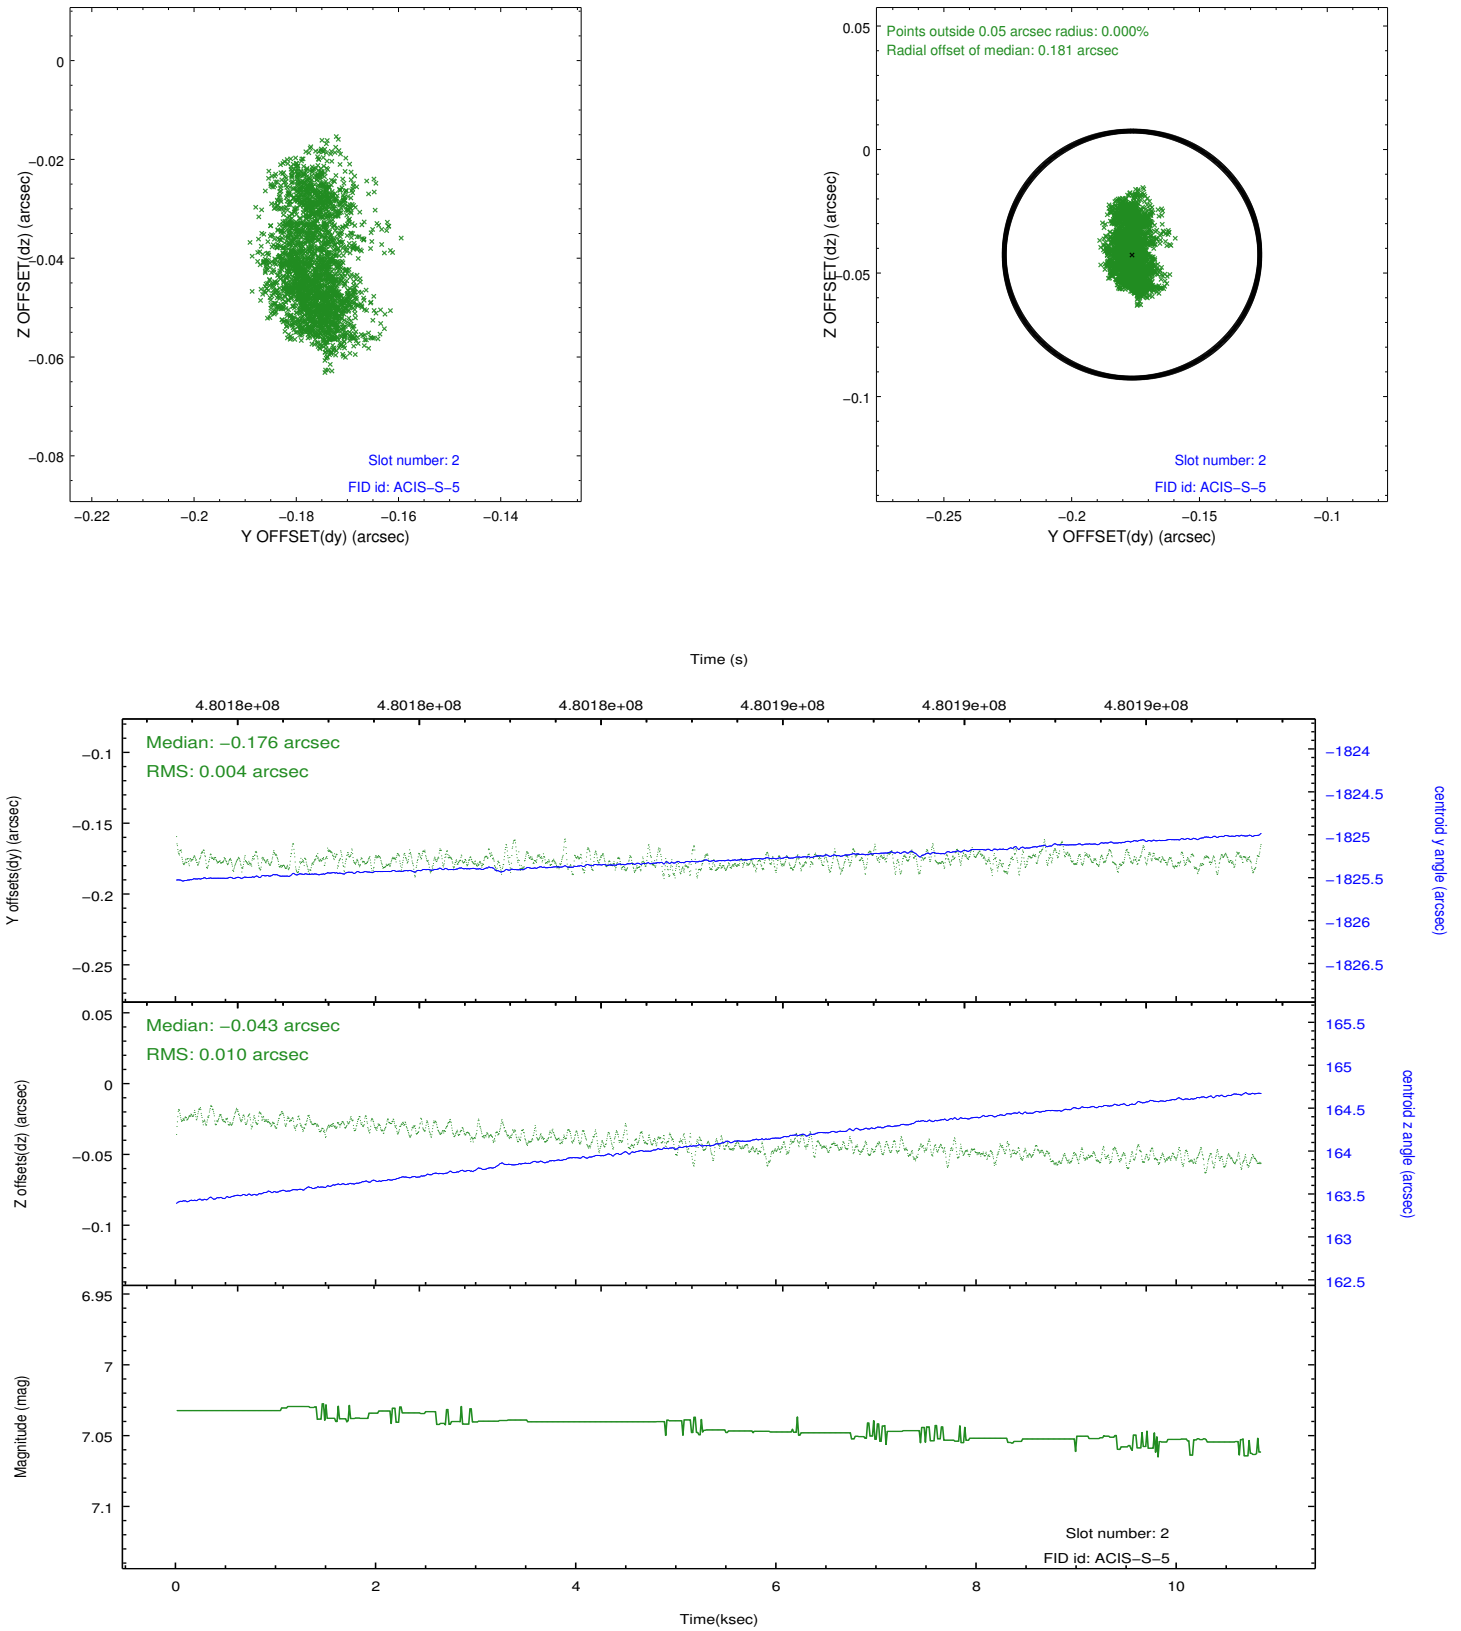 0
−0.02
−0.04
−0.06
−0.08
Z OFFSET(dz) (arcsec)
−0.22
−0.2
−0.18
−0.16
−0.14
Y OFFSET(dy) (arcsec)
Slot number: 2
FID id: ACIS−S−5
Points outside 0.05 arcsec radius: 0.000%
Radial offset of median: 0.181 arcsec
0.05
0
−0.05
−0.1
Z OFFSET(dz) (arcsec)
−0.25
−0.2
−0.15
−0.1
Y OFFSET(dy) (arcsec)
Slot number: 2
FID id: ACIS−S−5
Time (s)
4.8018e+08
4.8018e+08
4.8018e+08
4.8019e+08
4.8019e+08
4.8019e+08
Median: −0.176 arcsec
RMS: 0.004 arcsec
−0.1
−0.15
−0.2
−0.25
Y offsets(dy) (arcsec)
−1824
−1824.5
−1825
−1825.5
−1826
−1826.5
centroid y angle (arcsec)
Median: −0.043 arcsec
RMS: 0.010 arcsec
0.05
0
−0.05
−0.1
Z offsets(dz) (arcsec)
165.5
165
164.5
164
163.5
163
162.5
centroid z angle (arcsec)
6.95
7
7.05
7.1
Magnitude (mag)
Slot number: 2
FID id: ACIS−S−5
0
2
4
6
8
10
Time(ksec)